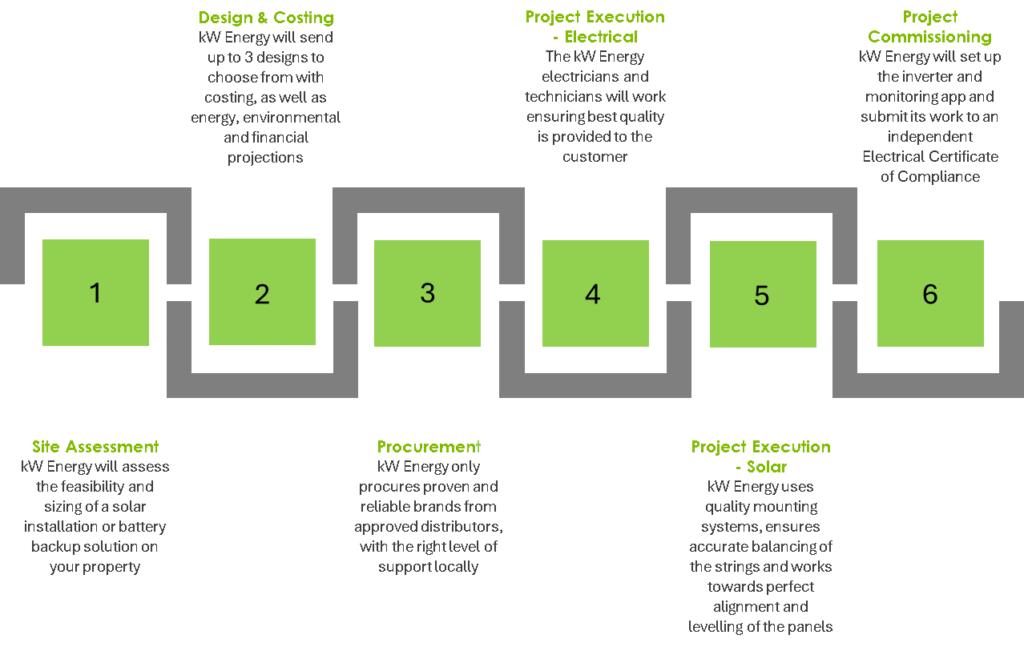 Design & Costing
kW Energy will send
up to 3 designs to
choose from with
costing, as well as
energy, environmental
and financial
projections
Project Execution
- Electrical
The kW Energy
electricians and
technicians will work
ensuring best quality
is provided to the
customer
Project
Commissioning
kW Energy will set up
the inverter and
monitoring app and
submit its work to an
independent
Electrical Certificate
of Compliance
1
2
3
4
5
6
Site Assessment
kW Energy will assess
the feasibility and
sizing of a solar
installation or battery
backup solution on
your property
Procurement
kW Energy only
procures proven and
reliable brands from
approved distributors,
with the right level of
support locally
Project Execution
- Solar
kW Energy uses
quality mounting
systems, ensures
accurate balancing of
the strings and works
towards perfect
alignment and
levelling of the panels